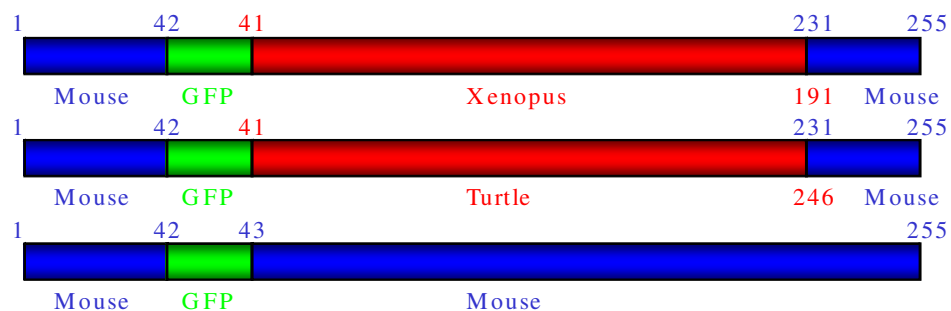 1 42 41 231 255
Mouse GFP Xenopus 191 Mouse
1 42 41 231 255
Mouse GFP Turtle 246 Mouse
1 42 43 255
Mouse GFP Mouse